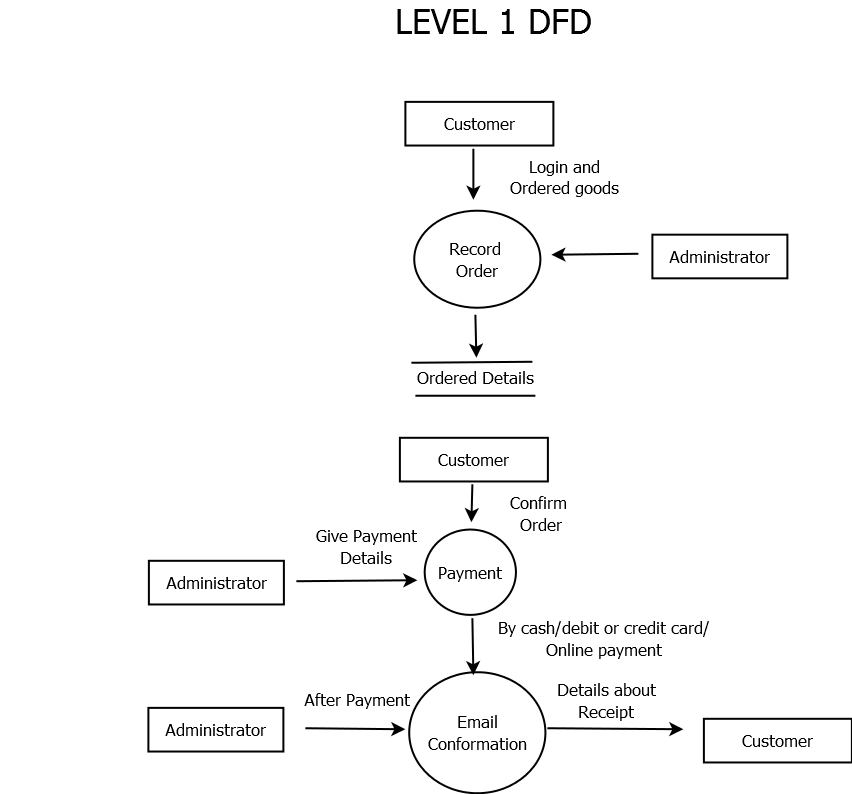 LEVEL 1 DFD
Customer
Login and
Ordered goods
Record
Order
Administrator
Ordered Details
Customer
Confirm
Order
Give Payment
Details
Administrator
Payment
By cash/debit or credit card/
Online payment
After Payment
Administrator
Email
Conformation
Details about
Receipt
Customer